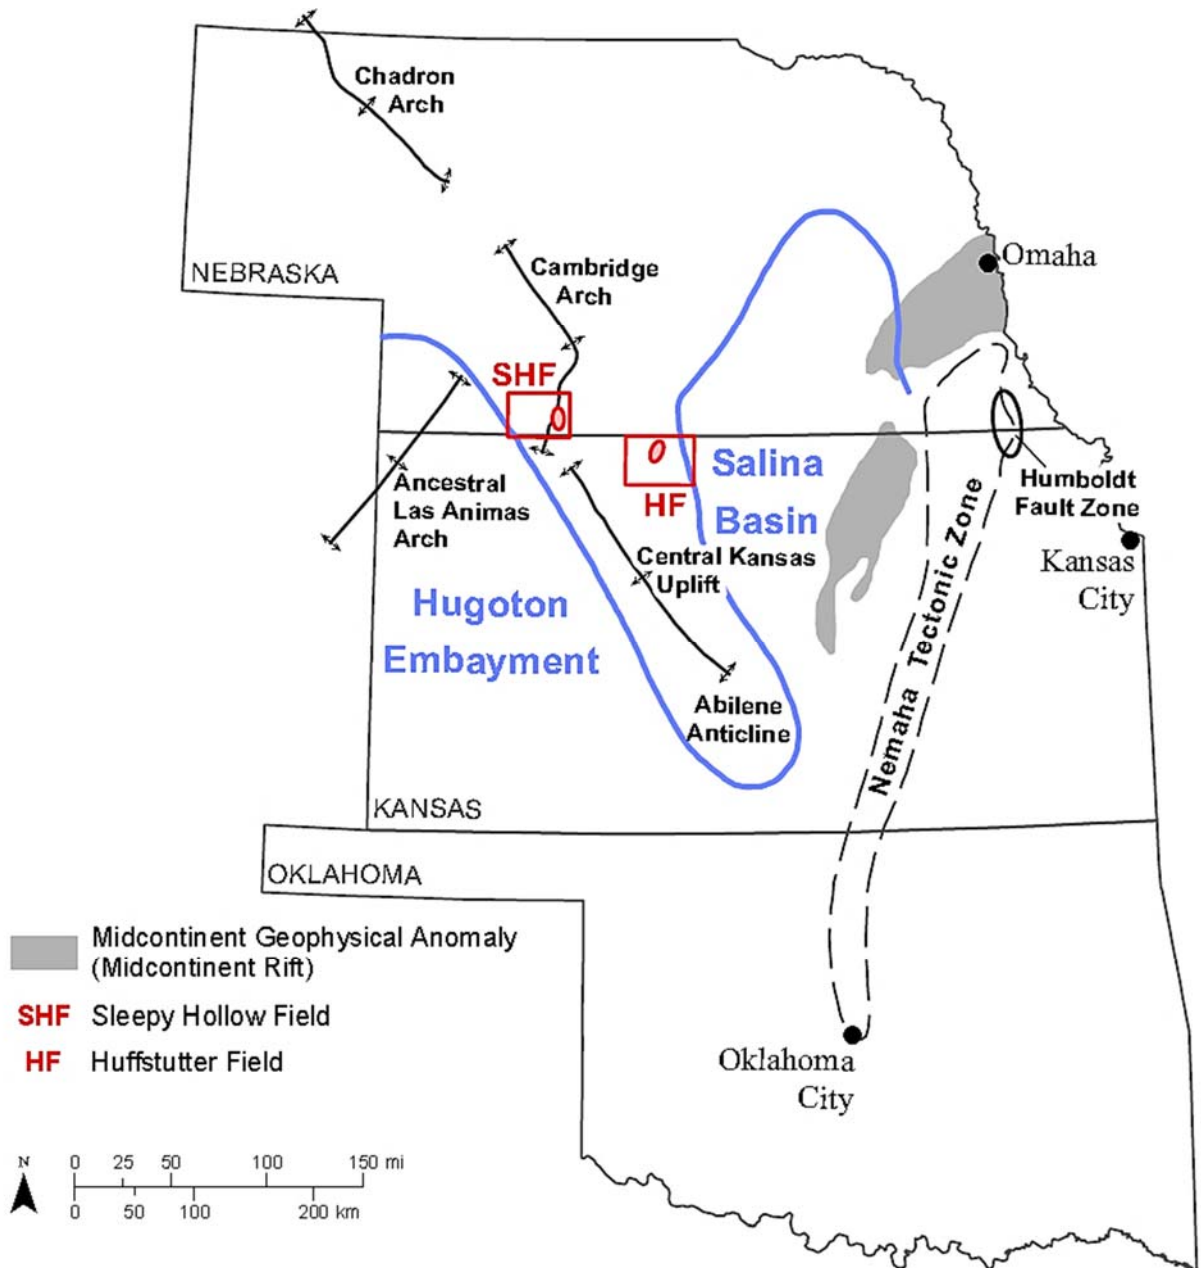 Chadron
Arch
NEBRASKA
Cambridge
Arch
Omaha
SHF
Ancestral
Las Animas
Arch
HF
Salina
Basin
Humboldt
Fault Zone
Kansas
City
Central Kansas
Uplift
Hugoton
Embayment
Nemaha Tectonic Zone
Abilene
Anticline
KANSAS
OKLAHOMA
Midcontinent Geophysical Anomaly
(Midcontinent Rift)
SHF Sleepy Hollow Field
HF Huffstutter Field
Oklahoma
City
N
0 25 50 100 150 mi
0 50 100 200 km